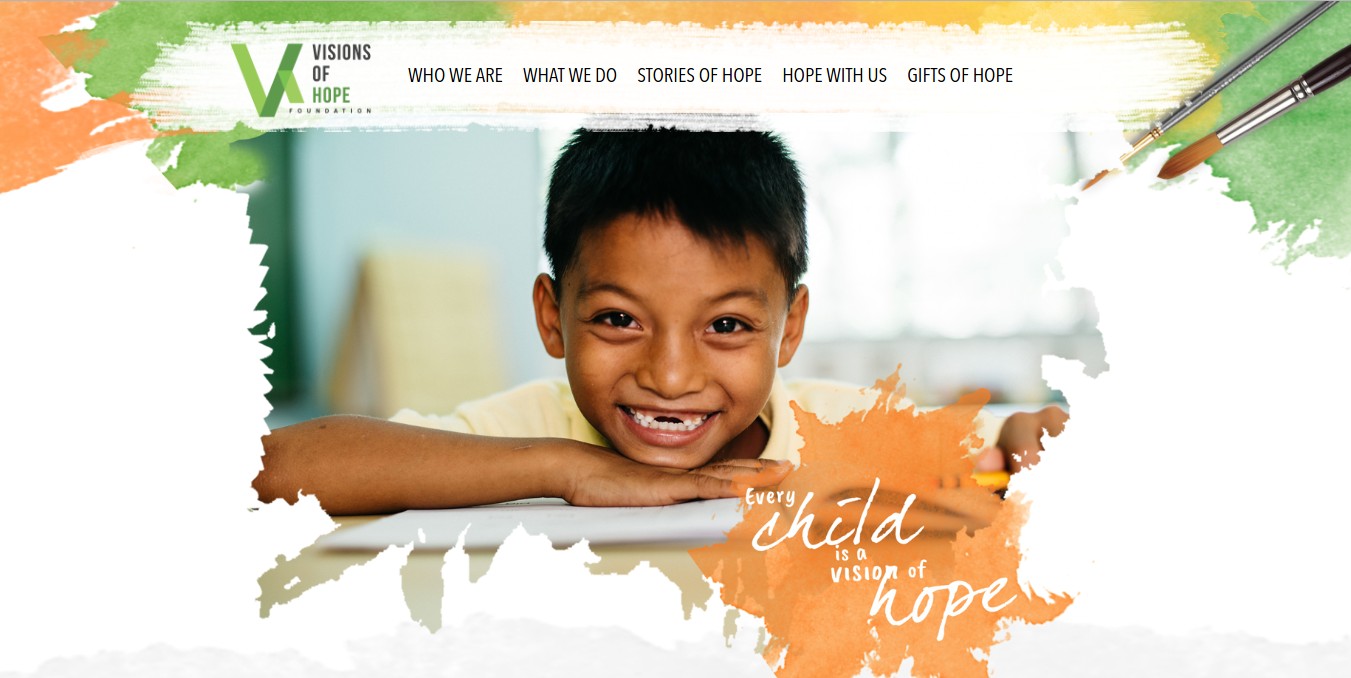 VISIONS
OF
HOPE
FOUNDATION
WHO WE ARE WHAT WE DO STORIES OF HOPE HOPE WITH US GIFTS OF HOPE
Every
child
is a
vision of
hope